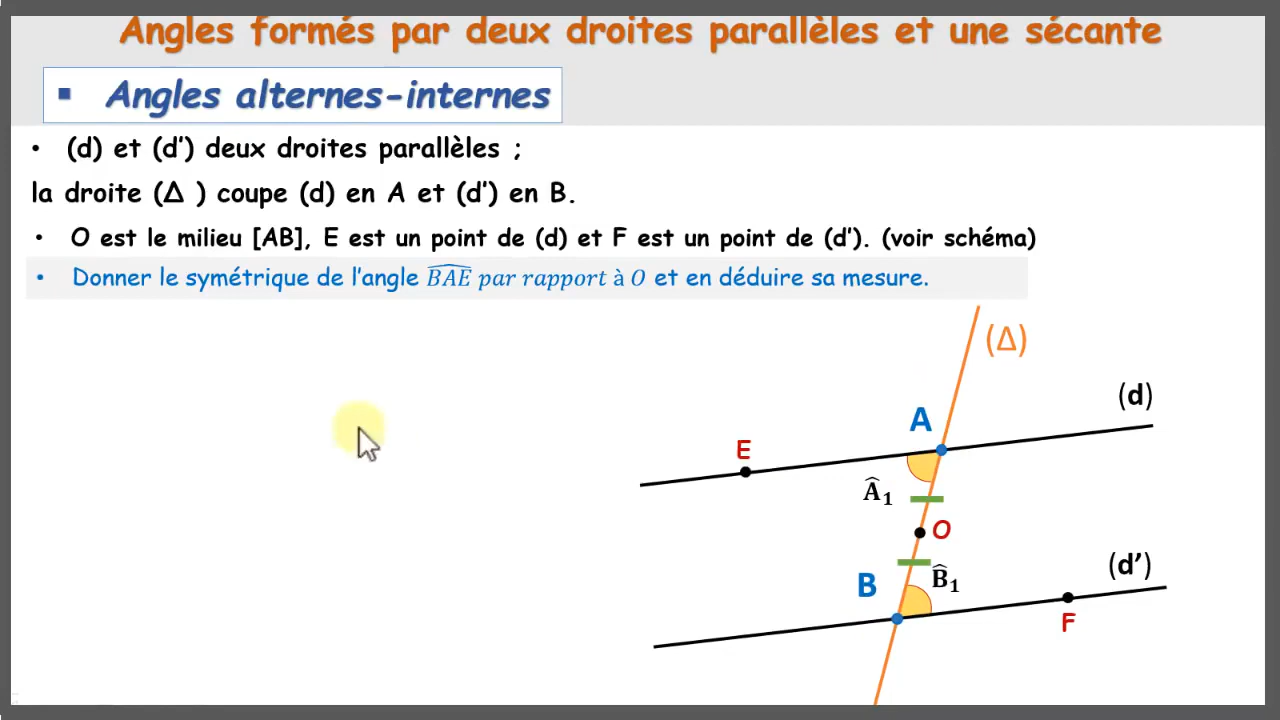 Angles formés par deux droites parallèles et une sécante
▪ Angles alternes-internes
• (d) et (d’) deux droites parallèles ;
la droite (Δ ) coupe (d) en A et (d’) en B.
• O est le milieu [AB], E est un point de (d) et F est un point de (d’). (voir schéma)
• Donner le symétrique de l’angle B̂ÂÊ par rapport à O et en déduire sa mesure.
(Δ)
(d)
A
E
Â₁
O
(d’)
B
B̂₁
F